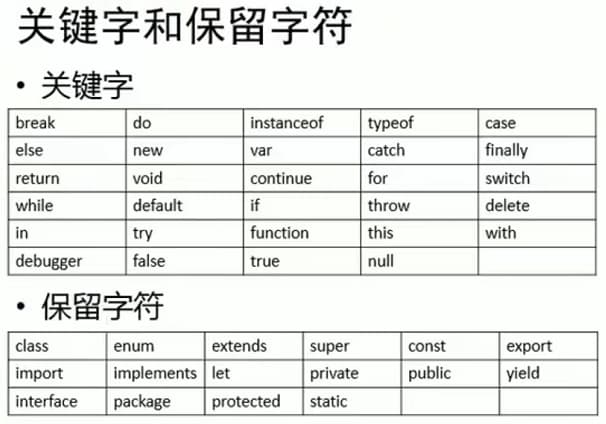 关键字和保留字符
• 关键字
break do instanceof typeof case
else new var catch finally
return void continue for switch
while default if throw delete
in try function this with
debugger false true null
• 保留字符
class enum extends super const export
import implements let private public yield
interface package protected static